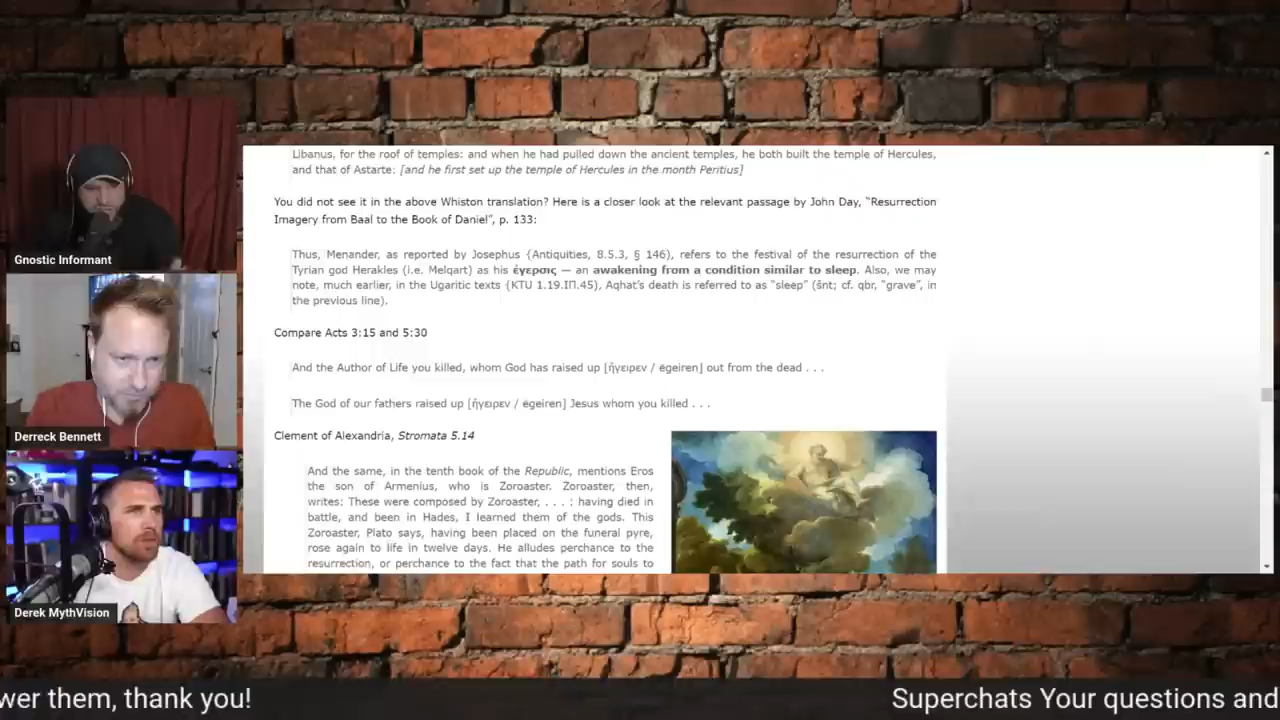 Libanus, for the roof of temples: and when he had pulled down the ancient temples, he both built the temple of Hercules,
and that of Astarte: [and he first set up the temple of Hercules in the month Peritius]
You did not see it in the above Whiston translation? Here is a closer look at the relevant passage by John Day, “Resurrection
Imagery from Baal to the Book of Daniel”, p. 133:
Thus, Menander, as reported by Josephus {Antiquities, 8.5.3, § 146), refers to the festival of the resurrection of the
Tyrian god Herakles (i.e. Melqart) as his ἔγερσις — an awakening from a condition similar to sleep. Also, we may
note, much earlier, in the Ugaritic texts {KTU 1.19.III.45), Aqhat’s death is referred to as “sleep” (šnt; cf. qbr, “grave”, in
the previous line).
Compare Acts 3:15 and 5:30
And the Author of Life you killed, whom God has raised up [ἤγειρεν / ēgeiren] out from the dead . . .
The God of our fathers raised up [ἤγειρεν / ēgeiren] Jesus whom you killed . . .
Clement of Alexandria, Stromata 5.14
And the same, in the tenth book of the Republic, mentions Eros
the son of Armenius, who is Zoroaster. Zoroaster, then,
writes: These were composed by Zoroaster, . . . : having died in
battle, and been in Hades, I learned them of the gods. This
Zoroaster, Plato says, having been placed on the funeral pyre,
rose again to life in twelve days. He alludes perchance to the
resurrection, or perchance to the fact that the path for souls to
Gnostic Informant
Derreck Bennett
Derek MythVision
wer them, thank you! Superchats Your questions and